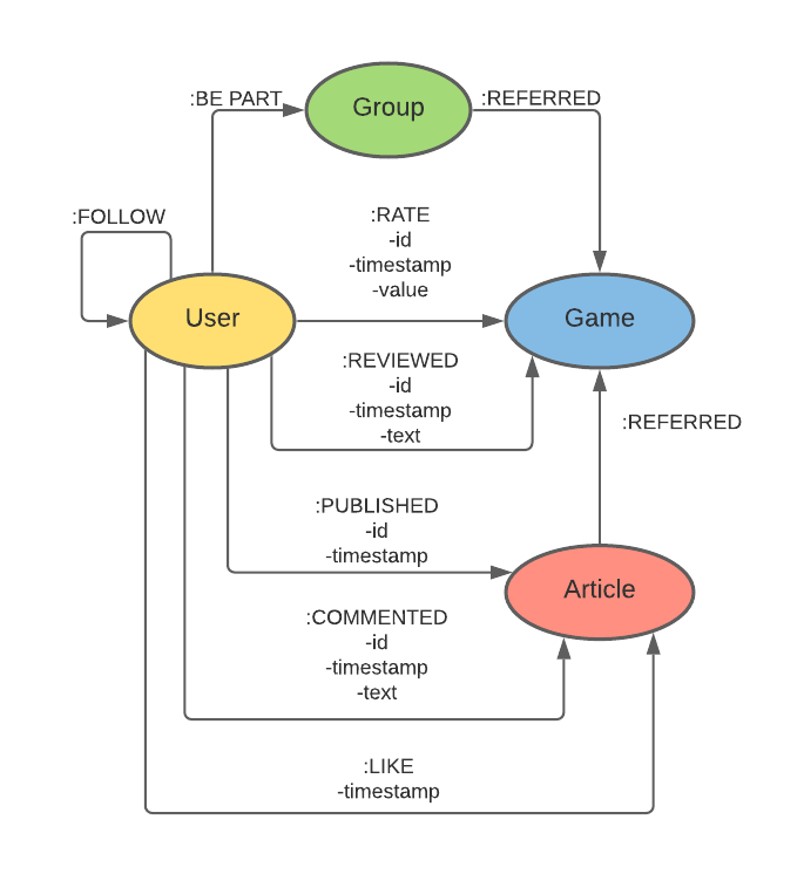 :BE PART
Group
:REFERRED
:FOLLOW
:RATE
-id
-timestamp
-value
User
Game
:REVIEWED
-id
-timestamp
-text
:REFERRED
:PUBLISHED
-id
-timestamp
Article
:COMMENTED
-id
-timestamp
-text
:LIKE
-timestamp